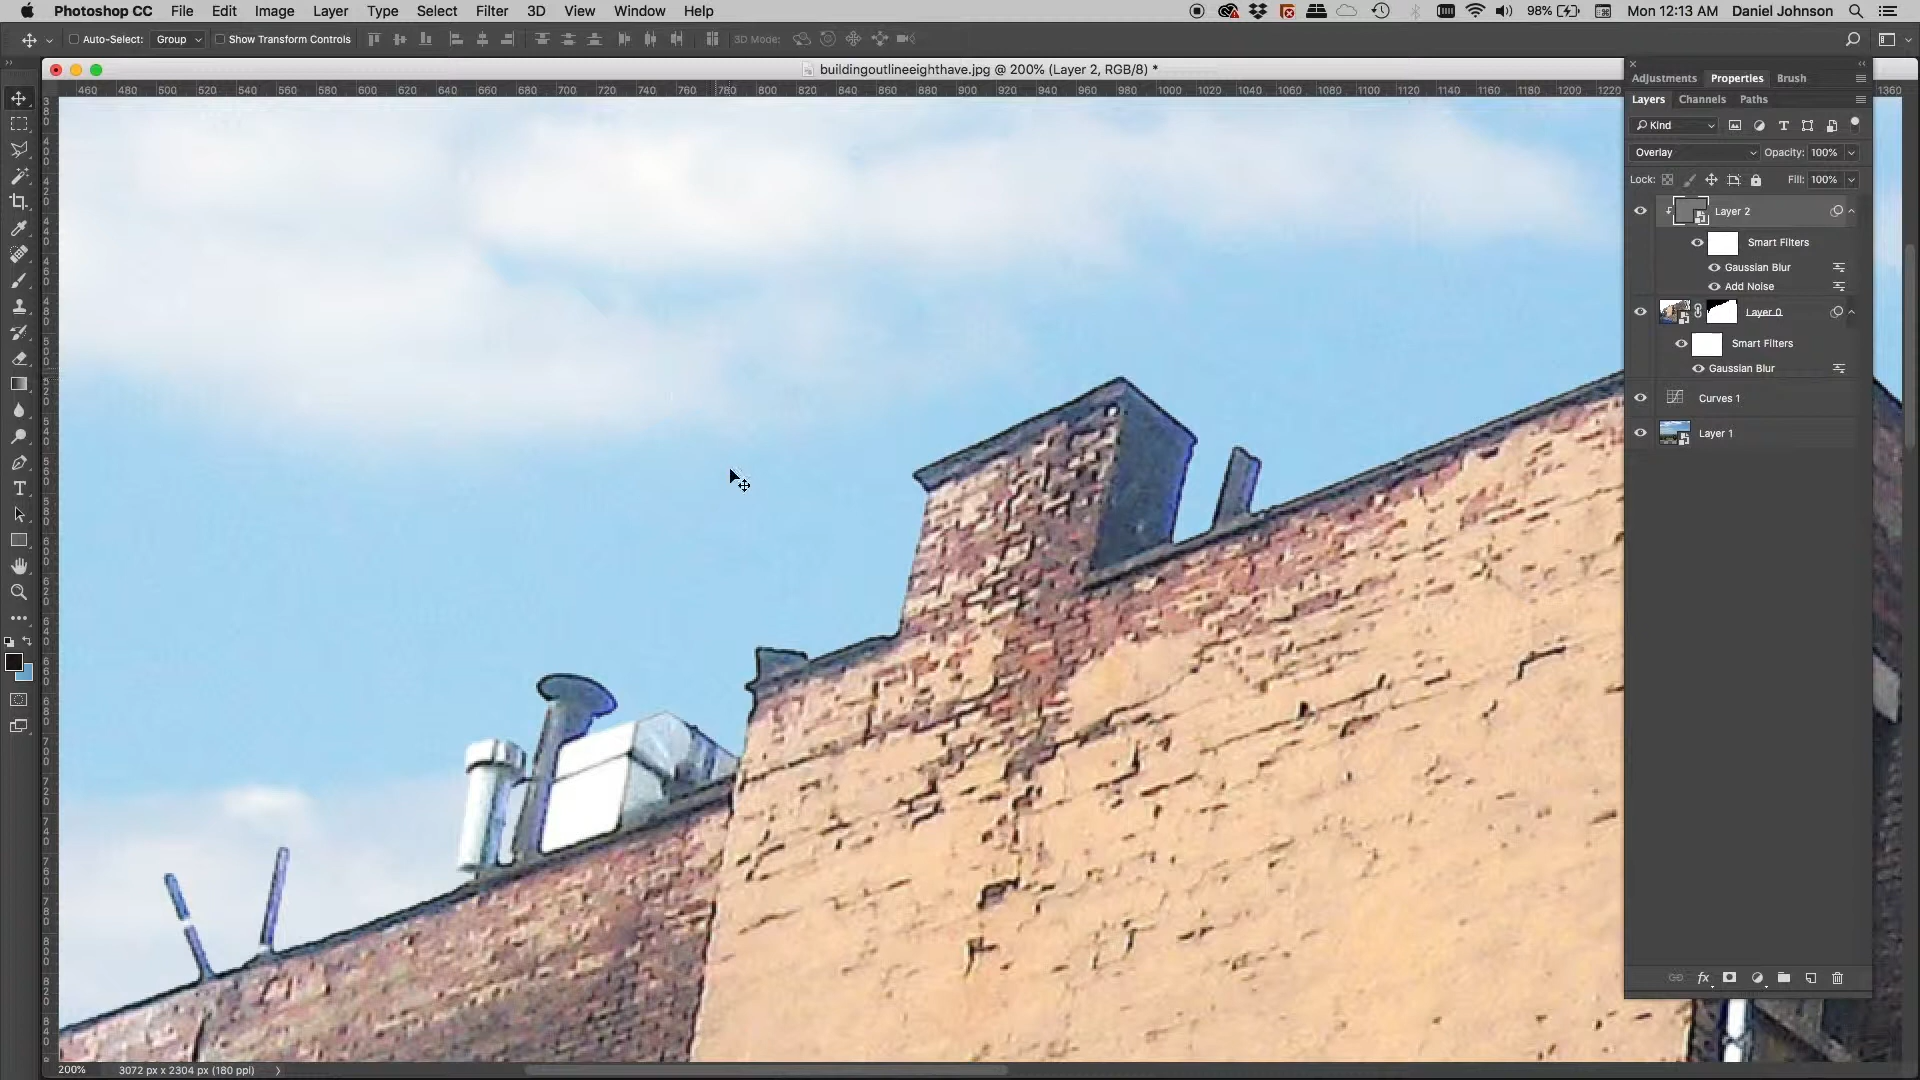 Photoshop CC File Edit Image Layer Type Select Filter 3D View Window Help 98% Mon 12:13 AM Daniel Johnson
Auto-Select: Group Show Transform Controls 3D Mode:
buildingoutlineeighthave.jpg @ 200% (Layer 2, RGB/8) *
460 480 500 520 540 560 580 600 620 640 660 680 700 720 740 760 780 800 820 840 860 880 900 920 940 960 980 1000 1020 1040 1060 1080 1100 1120 1140 1160 1180 1200 1220 1360
Adjustments Properties Brush
Layers Channels Paths
Kind
Overlay Opacity: 100%
Lock: Fill: 100%
Layer 2
Smart Filters
Gaussian Blur
Add Noise
Layer 0
Smart Filters
Gaussian Blur
Curves 1
Layer 1
fx
200% 3072 px x 2304 px (180 ppi)